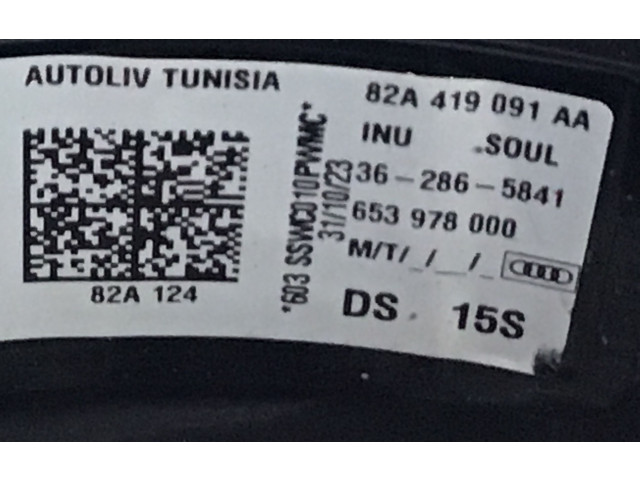 AUTOLIV TUNISIA
82A 419 091 AA
INU .SOUL
36-286-5841
653 978 000
M/T/_/__/_
DS. 15S
82A 124
*603 SSWC010PWMC*
31/10/23